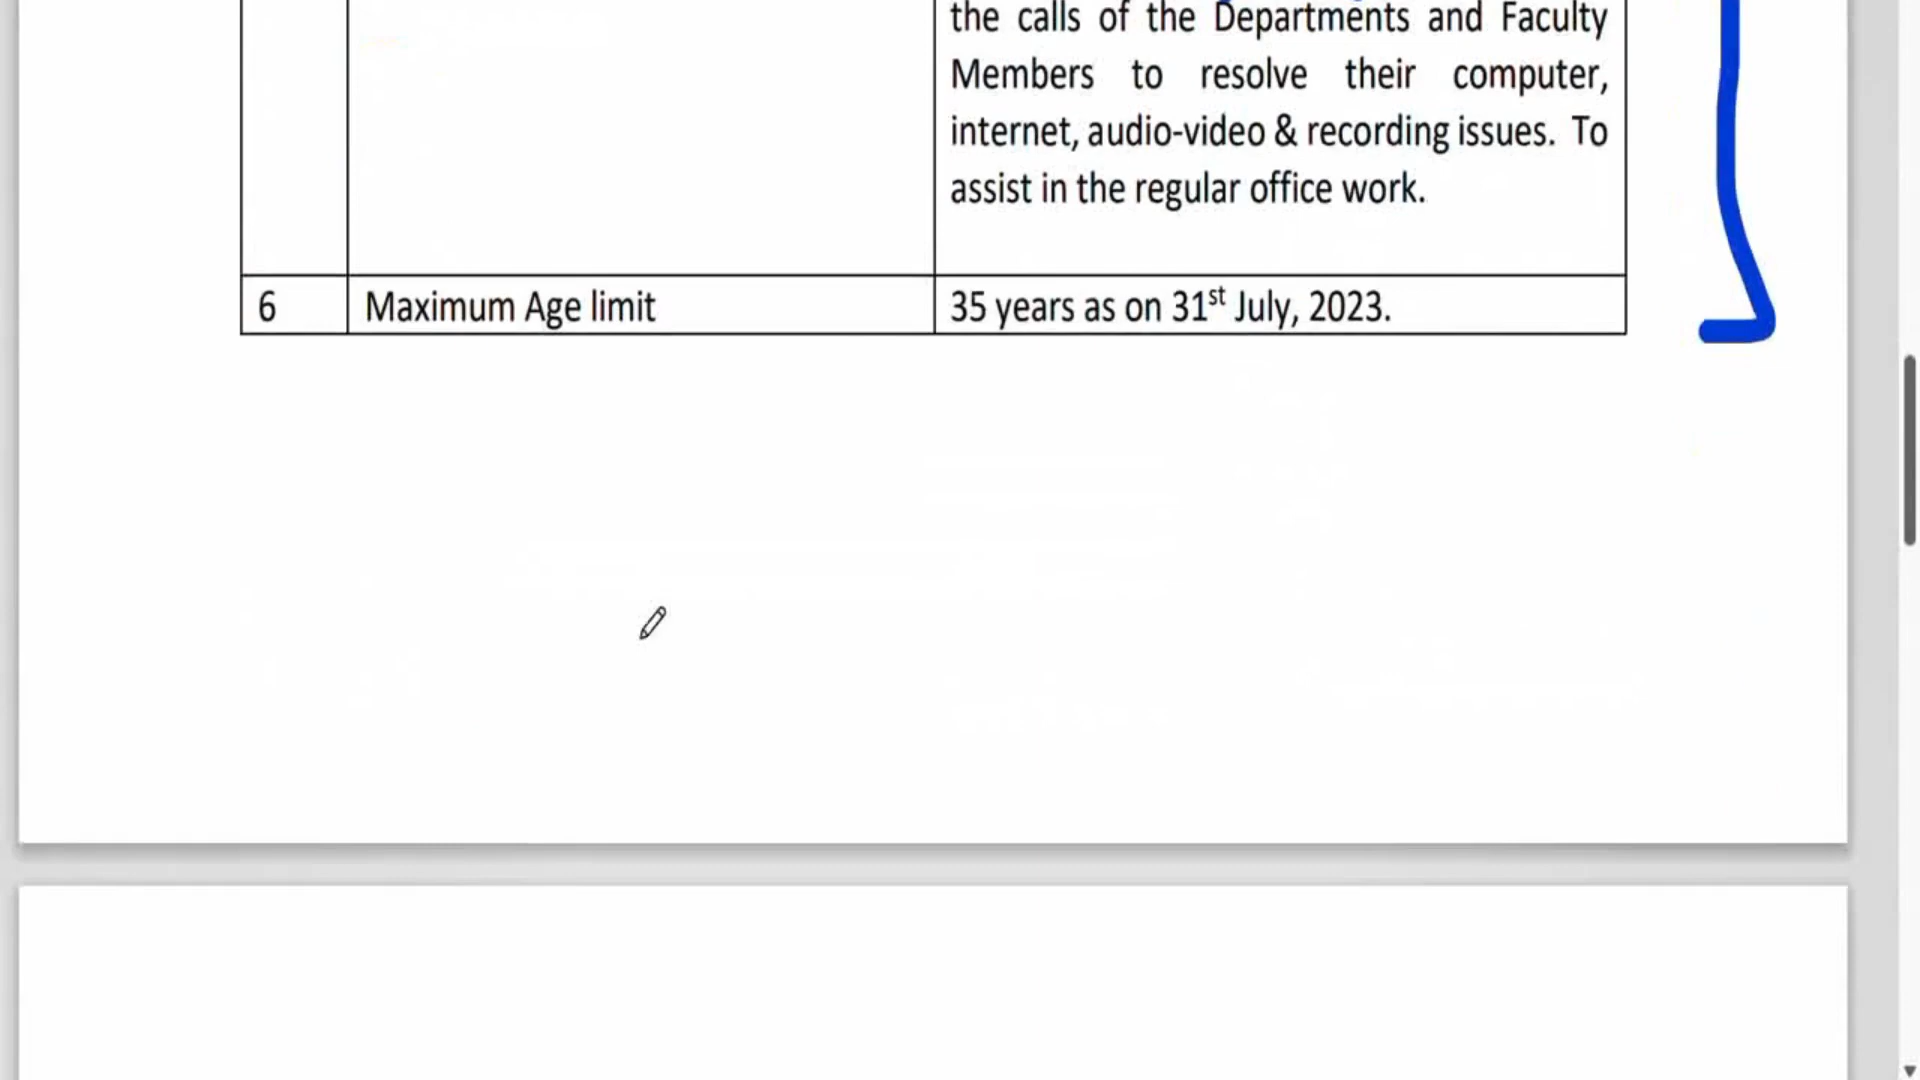 the calls of the Departments and Faculty
Members to resolve their computer,
internet, audio-video & recording issues. To
assist in the regular office work.
6 Maximum Age limit 35 years as on 31st July, 2023.